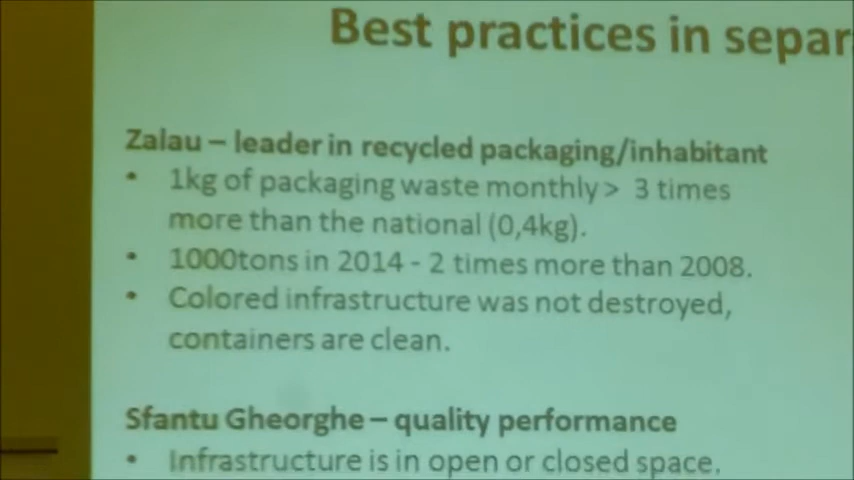 Best practices in separ
Zalau – leader in recycled packaging/inhabitant
• 1kg of packaging waste monthly > 3 times
more than the national (0,4kg).
• 1000tons in 2014 - 2 times more than 2008.
• Colored infrastructure was not destroyed,
containers are clean.
Sfantu Gheorghe – quality performance
• Infrastructure is in open or closed space.